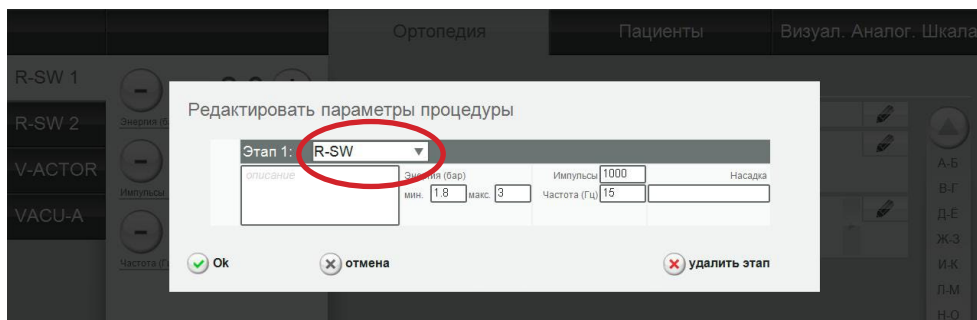 Ортопедия
Пациенты
Визуал. Аналог. Шкала
R-SW 1
R-SW 2
V-ACTOR
VACU-A
Импульсы
Редактировать параметры процедуры
Этап 1: R-SW
описание
Энергия (бар)
мин. 1.8 макс. 3
Импульсы 1000
Частота (Гц) 15
Насадка
Ok
отмена
удалить этап
А-Б
В-Г
Д-Ё
Ж-З
И-К
Л-М
Н-О